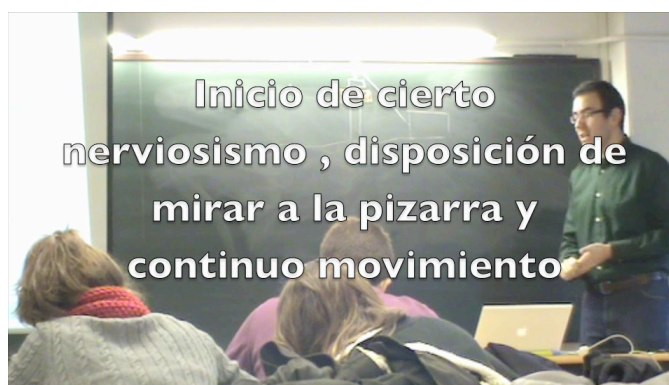 Inicio de cierto
nerviosismo , disposición de
mirar a la pizarra y
continuo movimiento